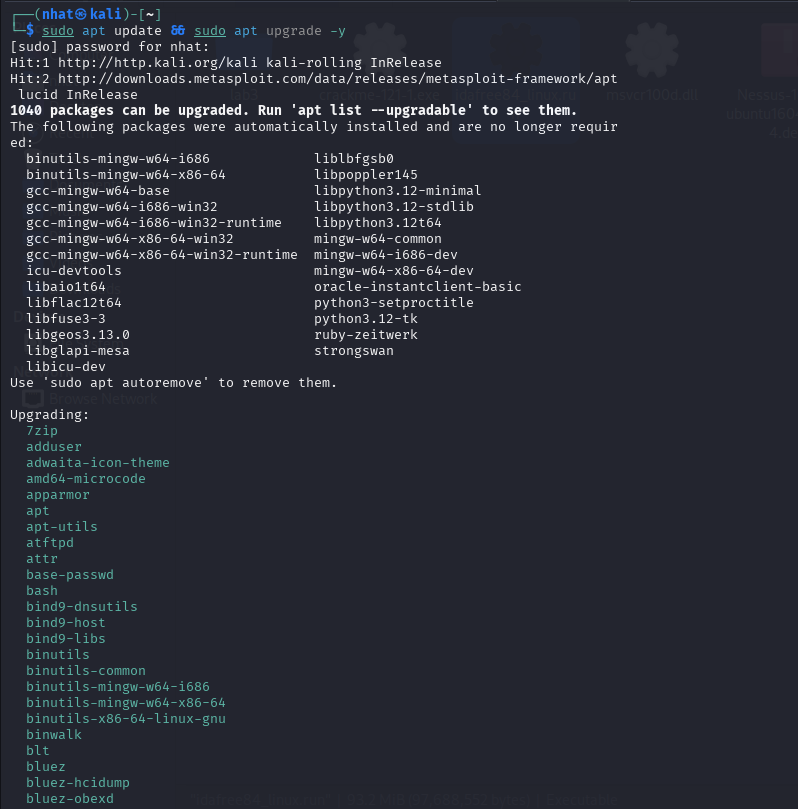 ┌──(nhat㉿kali)-[~]
└─$ sudo apt update && sudo apt upgrade -y
[sudo] password for nhat:
Hit:1 http://http.kali.org/kali kali-rolling InRelease
Hit:2 http://downloads.metasploit.com/data/releases/metasploit-framework/apt
lucid InRelease
1040 packages can be upgraded. Run 'apt list --upgradable' to see them.
The following packages were automatically installed and are no longer requir
ed:
binutils-mingw-w64-i686 liblbfgsb0
binutils-mingw-w64-x86-64 libpoppler145
gcc-mingw-w64-base libpython3.12-minimal
gcc-mingw-w64-i686-win32 libpython3.12-stdlib
gcc-mingw-w64-i686-win32-runtime libpython3.12t64
gcc-mingw-w64-x86-64-win32 mingw-w64-common
gcc-mingw-w64-x86-64-win32-runtime mingw-w64-i686-dev
icu-devtools mingw-w64-x86-64-dev
libaio1t64 oracle-instantclient-basic
libflac12t64 python3-setproctitle
libfuse3-3 python3.12-tk
libgeos3.13.0 ruby-zeitwerk
libglapi-mesa strongswan
libicu-dev
Use 'sudo apt autoremove' to remove them.
Browse Network
Upgrading:
7zip
adduser
adwaita-icon-theme
amd64-microcode
apparmor
apt
apt-utils
atftpd
attr
base-passwd
bash
bind9-dnsutils
bind9-host
bind9-libs
binutils
binutils-common
binutils-mingw-w64-i686
binutils-mingw-w64-x86-64
binutils-x86-64-linux-gnu
binwalk
blt
bluez
bluez-hcidump
bluez-obexd